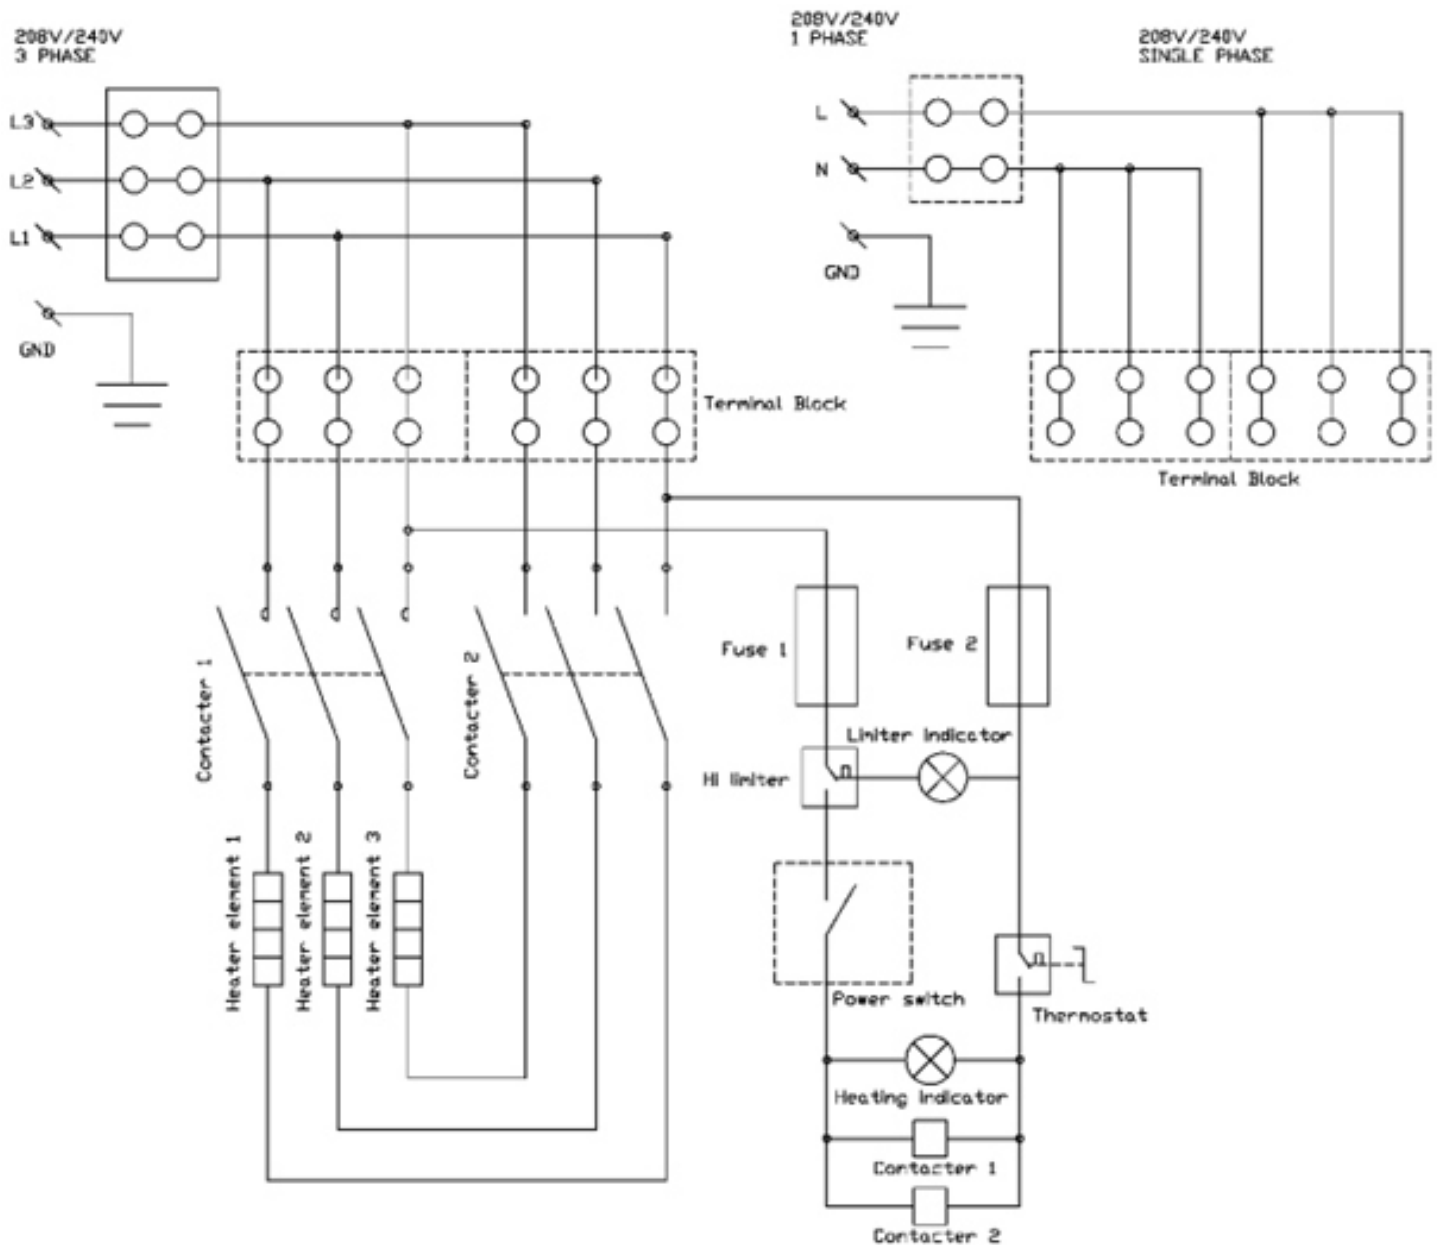 208V/240V
3 PHASE
208V/240V
1 PHASE
208V/240V
SINGLE PHASE
L3
L2
L1
GND
L
N
GND
Terminal Block
Terminal Block
Contacter 1
Contacter 2
Fuse 1
Fuse 2
Limiter indicator
Hi limiter
Heater element 1
Heater element 2
Heater element 3
Power switch
Thermostat
Heating indicator
Contacter 1
Contacter 2